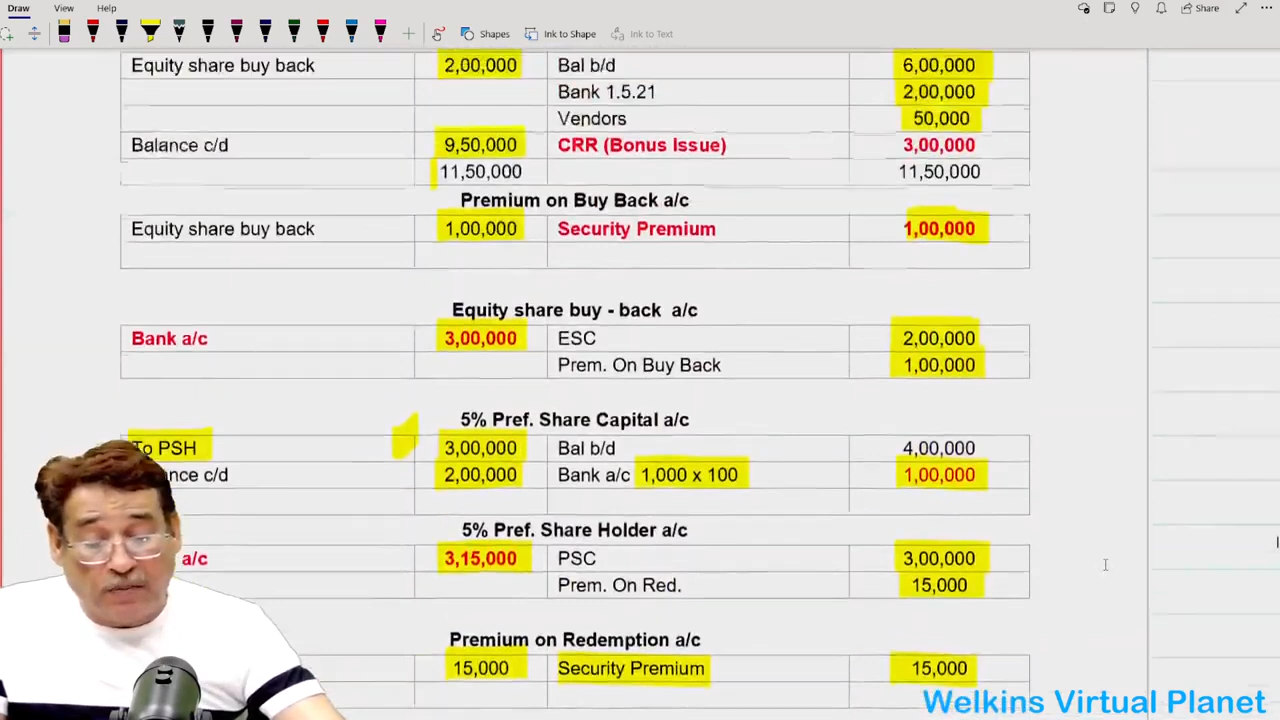 Draw View Help Share
Shapes Ink to Shape Ink to Text
Equity share buy back 2,00,000 Bal b/d 6,00,000
Bank 1.5.21 2,00,000
Vendors 50,000
Balance c/d 9,50,000 CRR (Bonus Issue) 3,00,000
11,50,000 11,50,000
Premium on Buy Back a/c
Equity share buy back 1,00,000 Security Premium 1,00,000
Equity share buy - back a/c
Bank a/c 3,00,000 ESC 2,00,000
Prem. On Buy Back 1,00,000
5% Pref. Share Capital a/c
To PSH 3,00,000 Bal b/d 4,00,000
c/d 2,00,000 Bank a/c 1,000 x 100 1,00,000
5% Pref. Share Holder a/c
a/c 3,15,000 PSC 3,00,000
Prem. On Red. 15,000
Premium on Redemption a/c
15,000 Security Premium 15,000
Welkins Virtual Planet